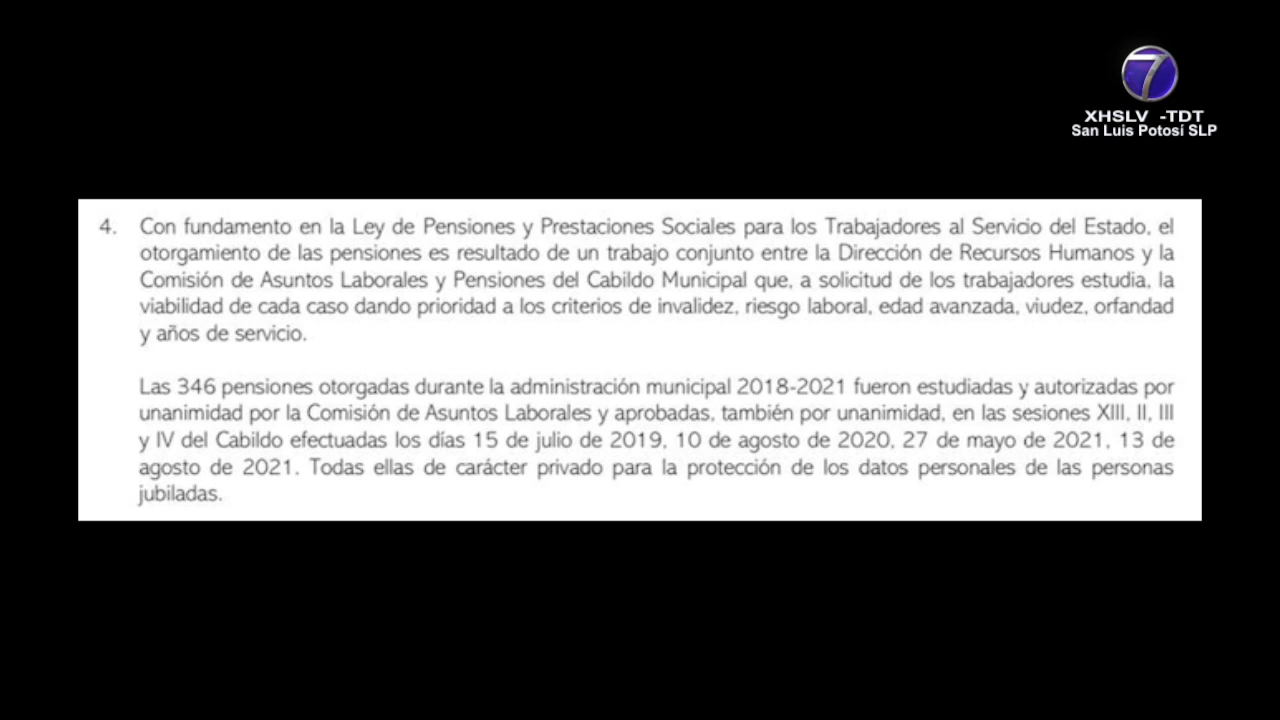 7
XHSLV -TDT
San Luis Potosí SLP
4. Con fundamento en la Ley de Pensiones y Prestaciones Sociales para los Trabajadores al Servicio del Estado, el
otorgamiento de las pensiones es resultado de un trabajo conjunto entre la Dirección de Recursos Humanos y la
Comisión de Asuntos Laborales y Pensiones del Cabildo Municipal que, a solicitud de los trabajadores estudia, la
viabilidad de cada caso dando prioridad a los criterios de invalidez, riesgo laboral, edad avanzada, viudez, orfandad
y años de servicio.
Las 346 pensiones otorgadas durante la administración municipal 2018-2021 fueron estudiadas y autorizadas por
unanimidad por la Comisión de Asuntos Laborales y aprobadas, también por unanimidad, en las sesiones XIII, II, III
y IV del Cabildo efectuadas los días 15 de julio de 2019, 10 de agosto de 2020, 27 de mayo de 2021, 13 de
agosto de 2021. Todas ellas de carácter privado para la protección de los datos personales de las personas
jubiladas.